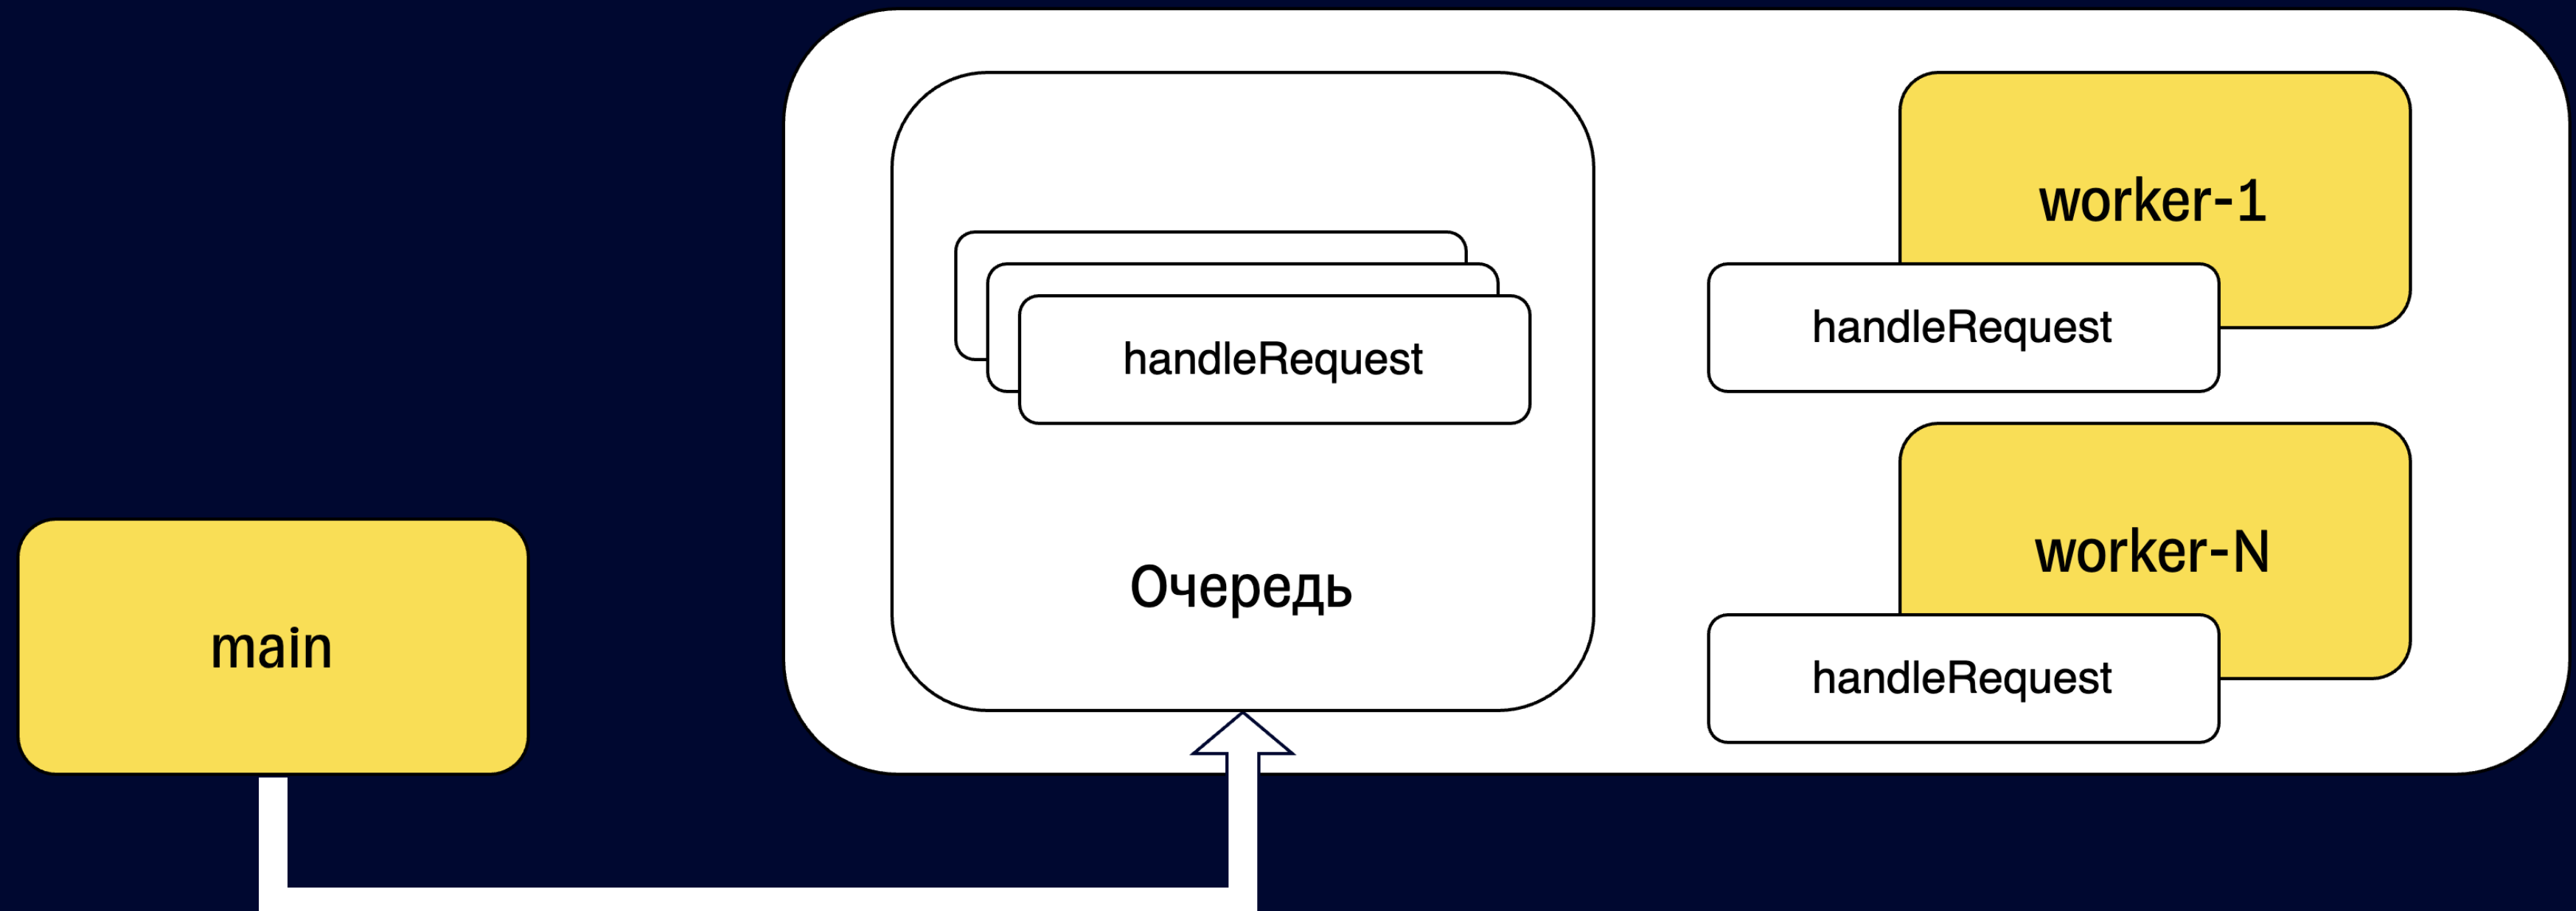 main
handleRequest
Очередь
worker-1
handleRequest
worker-N
handleRequest